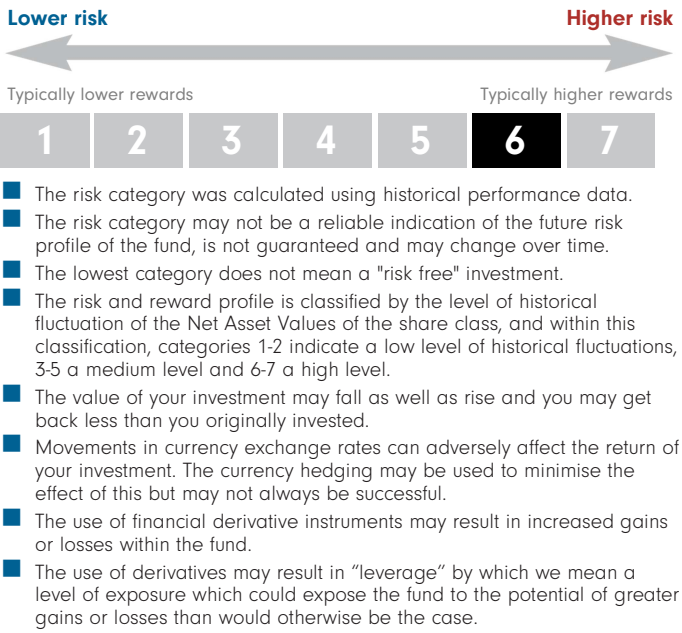 Lower risk Higher risk
Typically lower rewards Typically higher rewards
1 2 3 4 5 6 7
The risk category was calculated using historical performance data.
The risk category may not be a reliable indication of the future risk
profile of the fund, is not guaranteed and may change over time.
The lowest category does not mean a "risk free" investment.
The risk and reward profile is classified by the level of historical
fluctuation of the Net Asset Values of the share class, and within this
classification, categories 1-2 indicate a low level of historical fluctuations,
3-5 a medium level and 6-7 a high level.
The value of your investment may fall as well as rise and you may get
back less than you originally invested.
Movements in currency exchange rates can adversely affect the return of
your investment. The currency hedging may be used to minimise the
effect of this but may not always be successful.
The use of financial derivative instruments may result in increased gains
or losses within the fund.
The use of derivatives may result in “leverage” by which we mean a
level of exposure which could expose the fund to the potential of greater
gains or losses than would otherwise be the case.